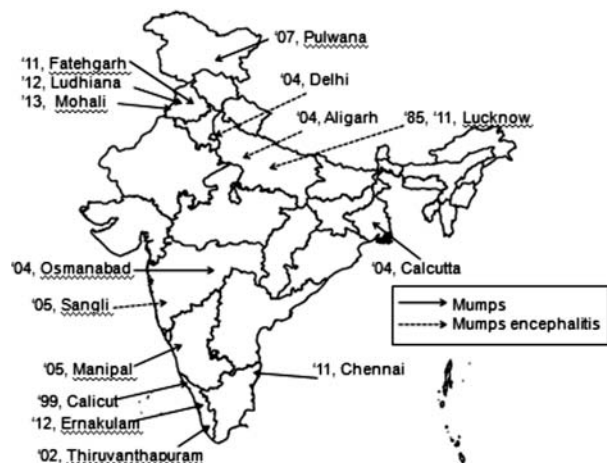 '07, Pulwana
'11, Fatehgarh
'12, Ludhiana
'13, Mohali
'04, Delhi
'04, Aligarh
'85, '11, Lucknow
'04, Osmanabad
'04, Calcutta
'05, Sangli
Mumps
Mumps encephalitis
'05, Manipal
'11, Chennai
'99, Calicut
'12, Ernakulam
'02, Thiruvanthapuram